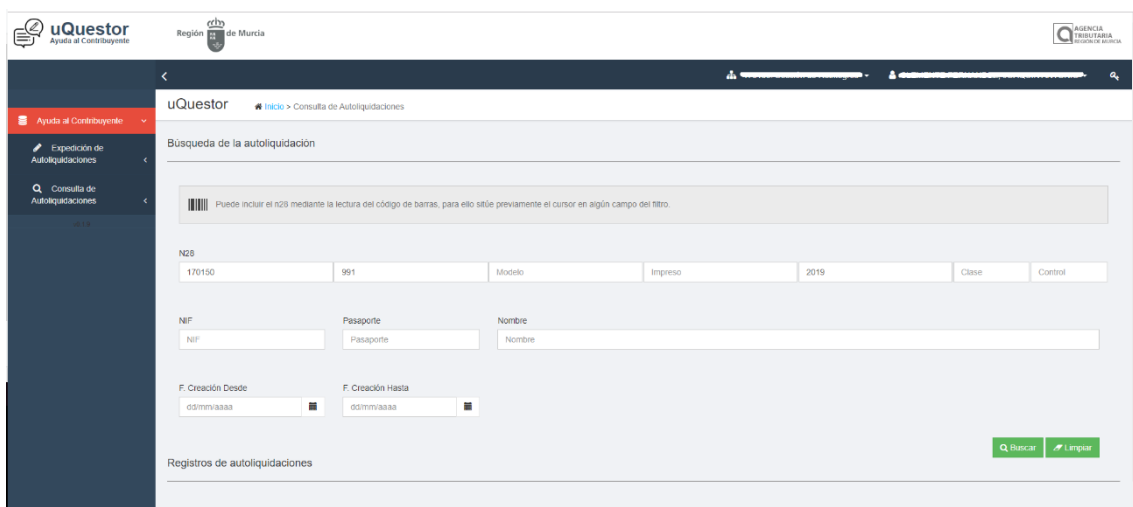 uQuestor
Ayuda al Contribuyente
Región de Murcia
AGENCIA
TRIBUTARIA
REGIÓN DE MURCIA
uQuestor Inicio > Consulta de Autoliquidaciones
Ayuda al Contribuyente
Expedición de
Autoliquidaciones
Consulta de
Autoliquidaciones
Búsqueda de la autoliquidación
Puede incluir el n28 mediante la lectura del código de barras, para ello sitúe previamente el cursor en algún campo del filtro.
N28
170150 991 Modelo Impreso 2019 Clase Control
NIF Pasaporte Nombre
NIF Pasaporte Nombre
F. Creación Desde F. Creación Hasta
dd/mm/aaaa dd/mm/aaaa
Buscar Limpiar
Registros de autoliquidaciones